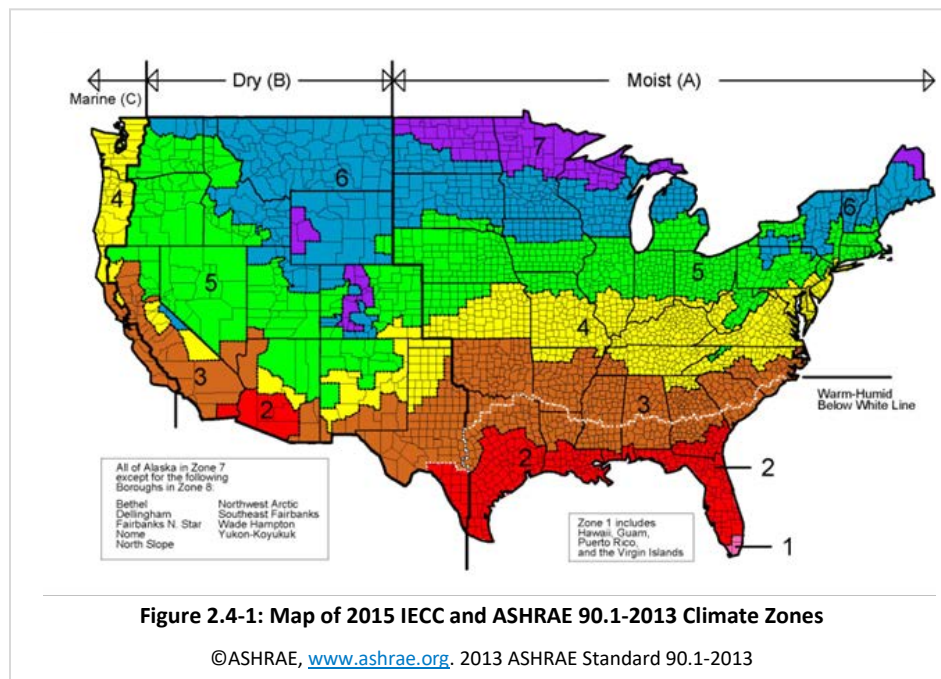 Marine (C)
Dry (B)
Moist (A)
4
6
7
6
5
5
4
3
3
2
2
Warm-Humid
Below White Line
2
1
All of Alaska in Zone 7
except for the following
Boroughs in Zone 8:
Bethel Northwest Arctic
Dellingham Southeast Fairbanks
Fairbanks N. Star Wade Hampton
Nome Yukon-Koyukuk
North Slope
Zone 1 includes
Hawaii, Guam,
Puerto Rico,
and the Virgin Islands
Figure 2.4-1: Map of 2015 IECC and ASHRAE 90.1-2013 Climate Zones
©ASHRAE, www.ashrae.org. 2013 ASHRAE Standard 90.1-2013